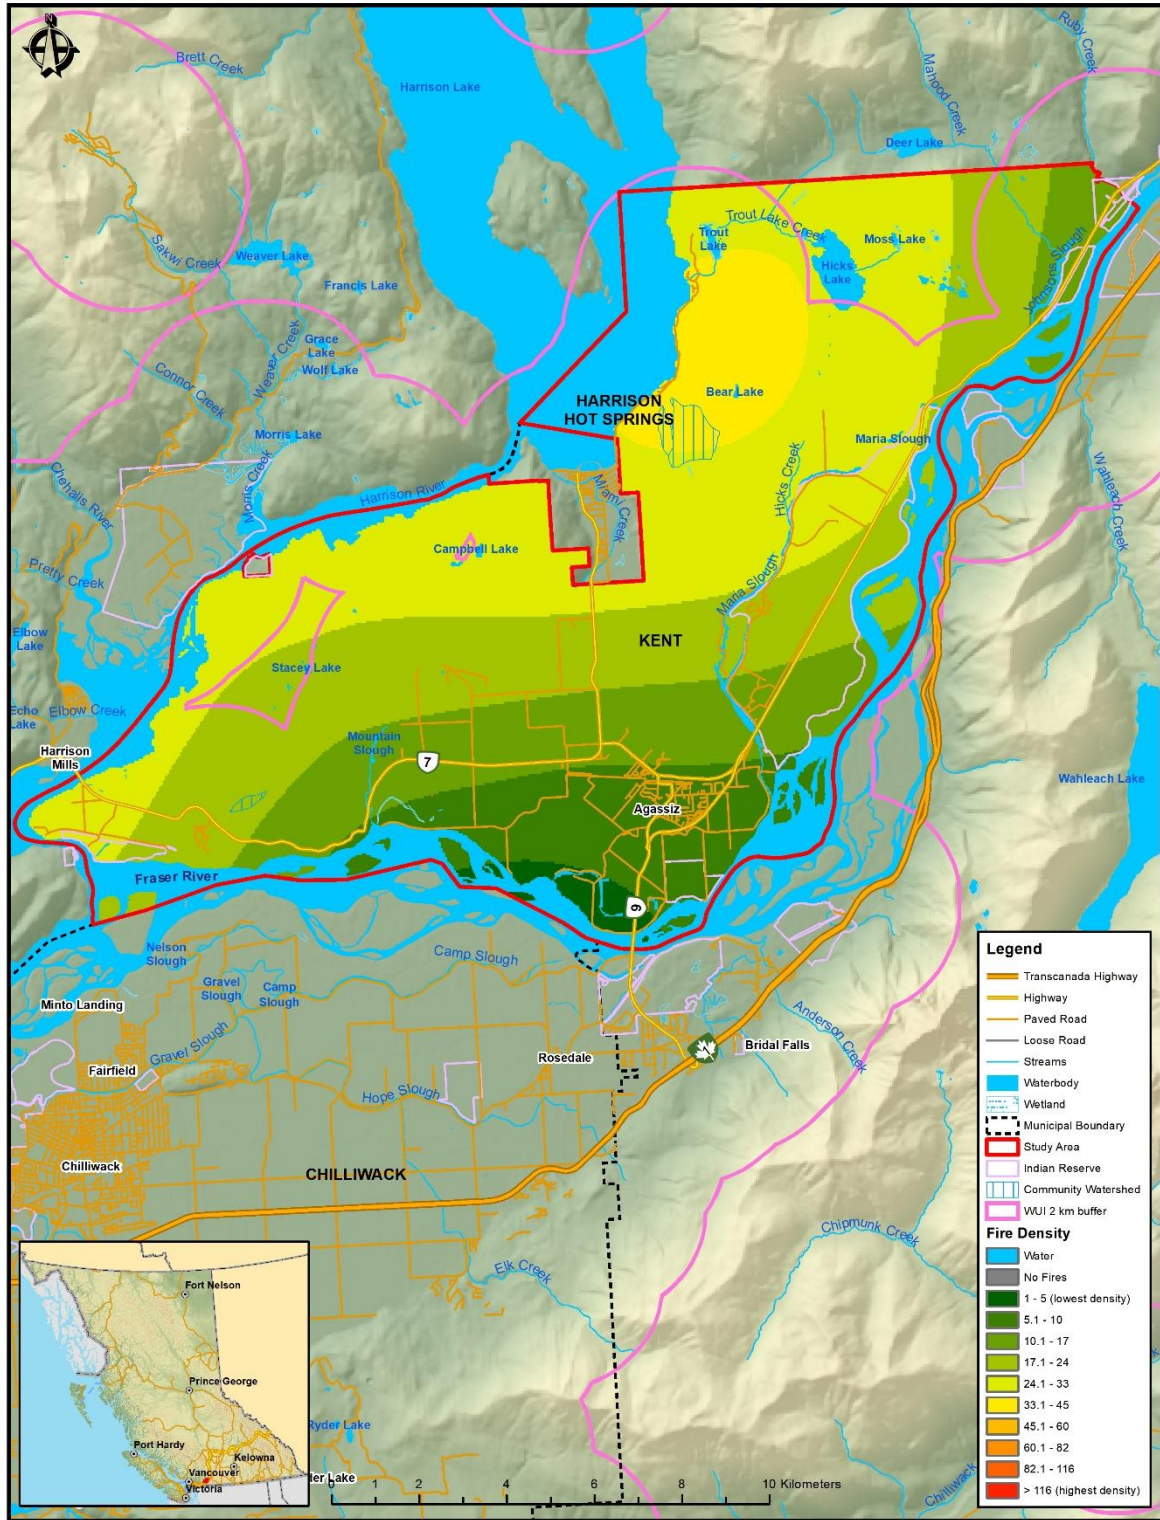 N
Brett Creek
Harrison Lake
Ruby Creek
Mahood Creek
Deer Lake
Trout Lake Creek
Trout
Lake
Moss Lake
Hicks
Lake
Johnsons Slough
Sakwi Creek
Weaver Lake
Francis Lake
Grace
Lake
Wolf Lake
Weaver Creek
Connor Creek
Bear Lake
HARRISON
HOT SPRINGS
Morris Lake
Maria Slough
Chehalis River
Morris Creek
Harrison River
Miami Creek
Hicks Creek
Wahleach Creek
Campbell Lake
Pretty Creek
Maria Slough
Elbow
Lake
KENT
Stacey Lake
Echo
Lake
Elbow Creek
Harrison
Mills
Mountain
Slough
7
Wahleach Lake
Agassiz
Fraser River
9
Nelson
Slough
Camp Slough
Gravel
Slough
Camp
Slough
Minto Landing
Gravel Slough
Anderson Creek
Rosedale
1
Bridal Falls
Fairfield
Hope Slough
Chilliwack
CHILLIWACK
Chipmunk Creek
Elk Creek
Ryder Lake
der Lake
Chilliwack
Legend
Transcanada Highway
Highway
Paved Road
Loose Road
Streams
Waterbody
Wetland
Municipal Boundary
Study Area
Indian Reserve
Community Watershed
WUI 2 km buffer
Fire Density
Water
No Fires
1 - 5 (lowest density)
5.1 - 10
10.1 - 17
17.1 - 24
24.1 - 33
33.1 - 45
45.1 - 60
60.1 - 82
82.1 - 116
> 116 (highest density)
Fort Nelson
Prince George
Port Hardy
Kelowna
Vancouver
Victoria
0 2 4 6 8 10 Kilometers